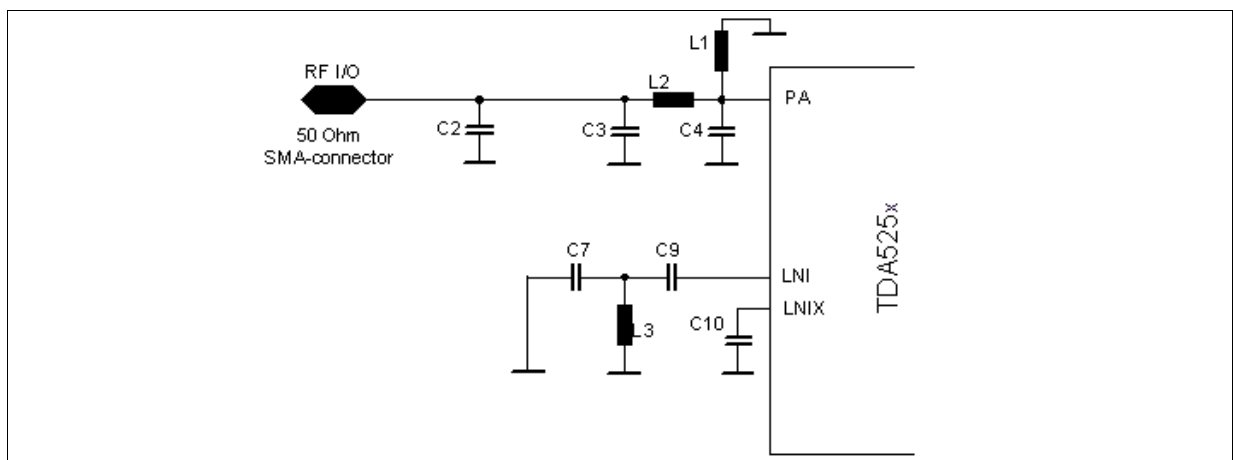 L1
RF I/O
L2
PA
C2
C3
C4
50 Ohm
SMA-connector
TDA525x
C7
C9
LNI
LNIX
C10
L3